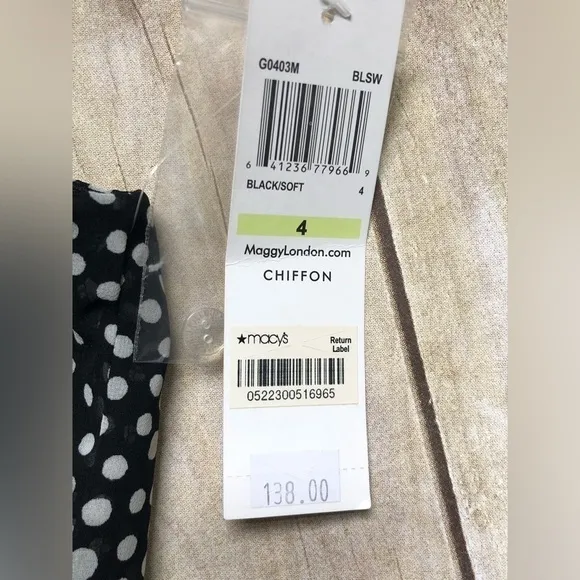 G0403M BLSW
6 41236 77966 9
BLACK/SOFT 4
4
MaggyLondon.com
CHIFFON
★macy's Return
Label
0522300516965
138.00